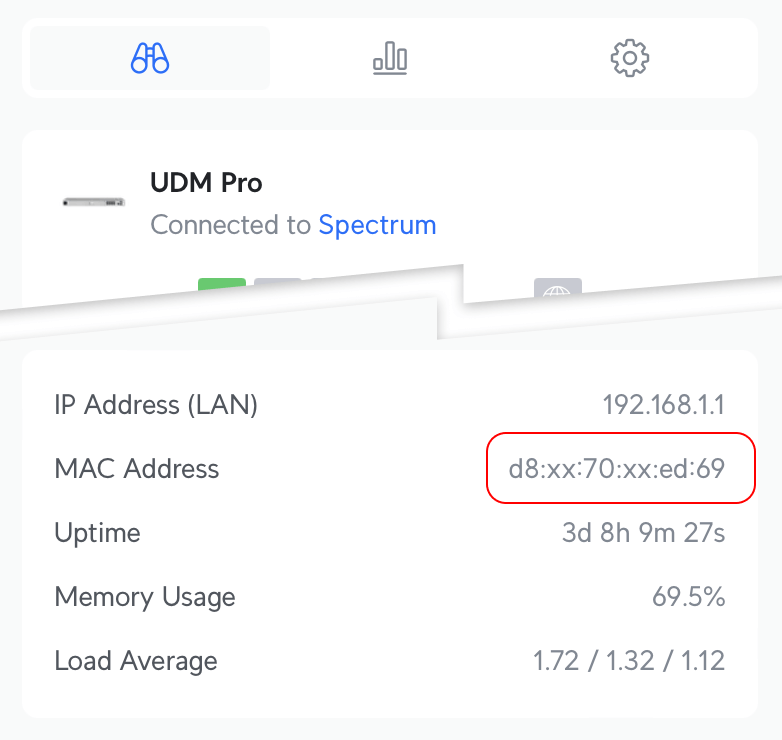 UDM Pro
Connected to Spectrum
IP Address (LAN) 192.168.1.1
MAC Address d8:xx:70:xx:ed:69
Uptime 3d 8h 9m 27s
Memory Usage 69.5%
Load Average 1.72 / 1.32 / 1.12